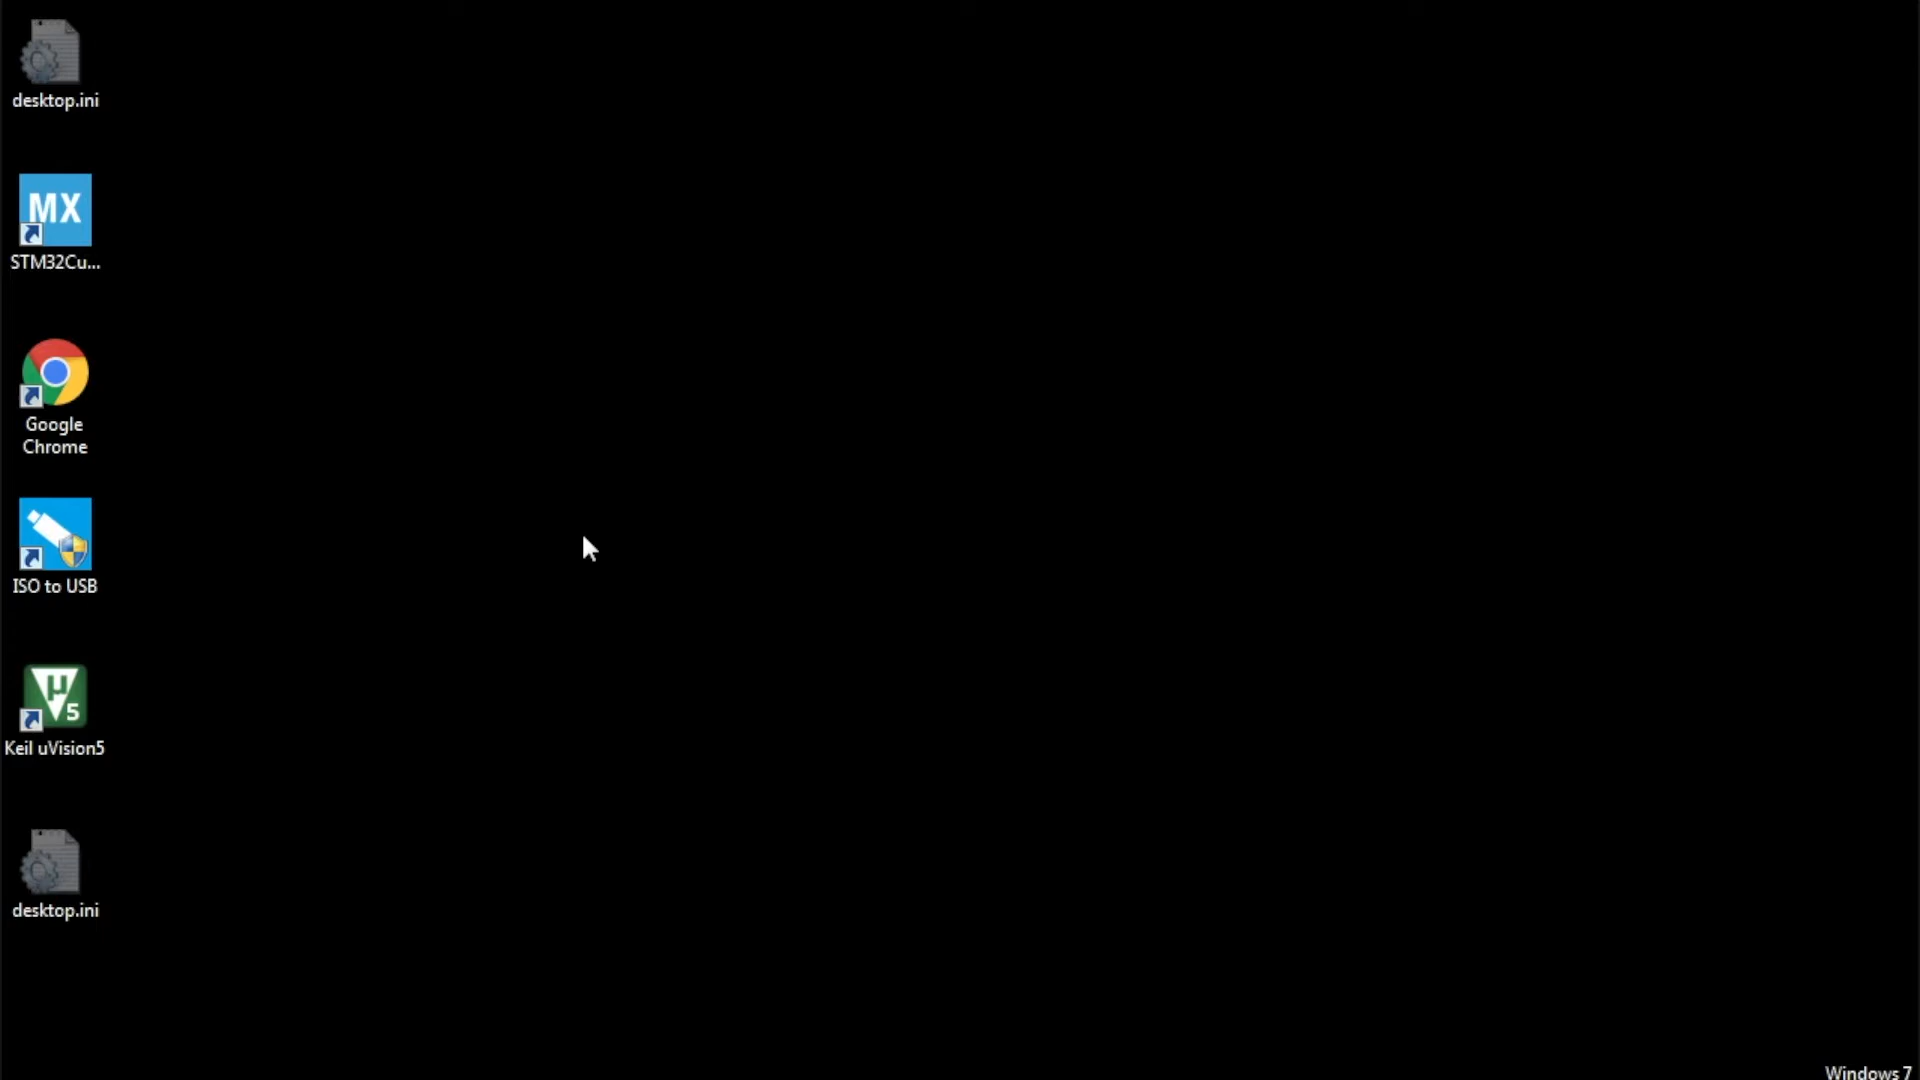 desktop.ini
MX
STM32Cu...
Google
Chrome
ISO to USB
µ
5
Keil uVision5
desktop.ini
Windows 7